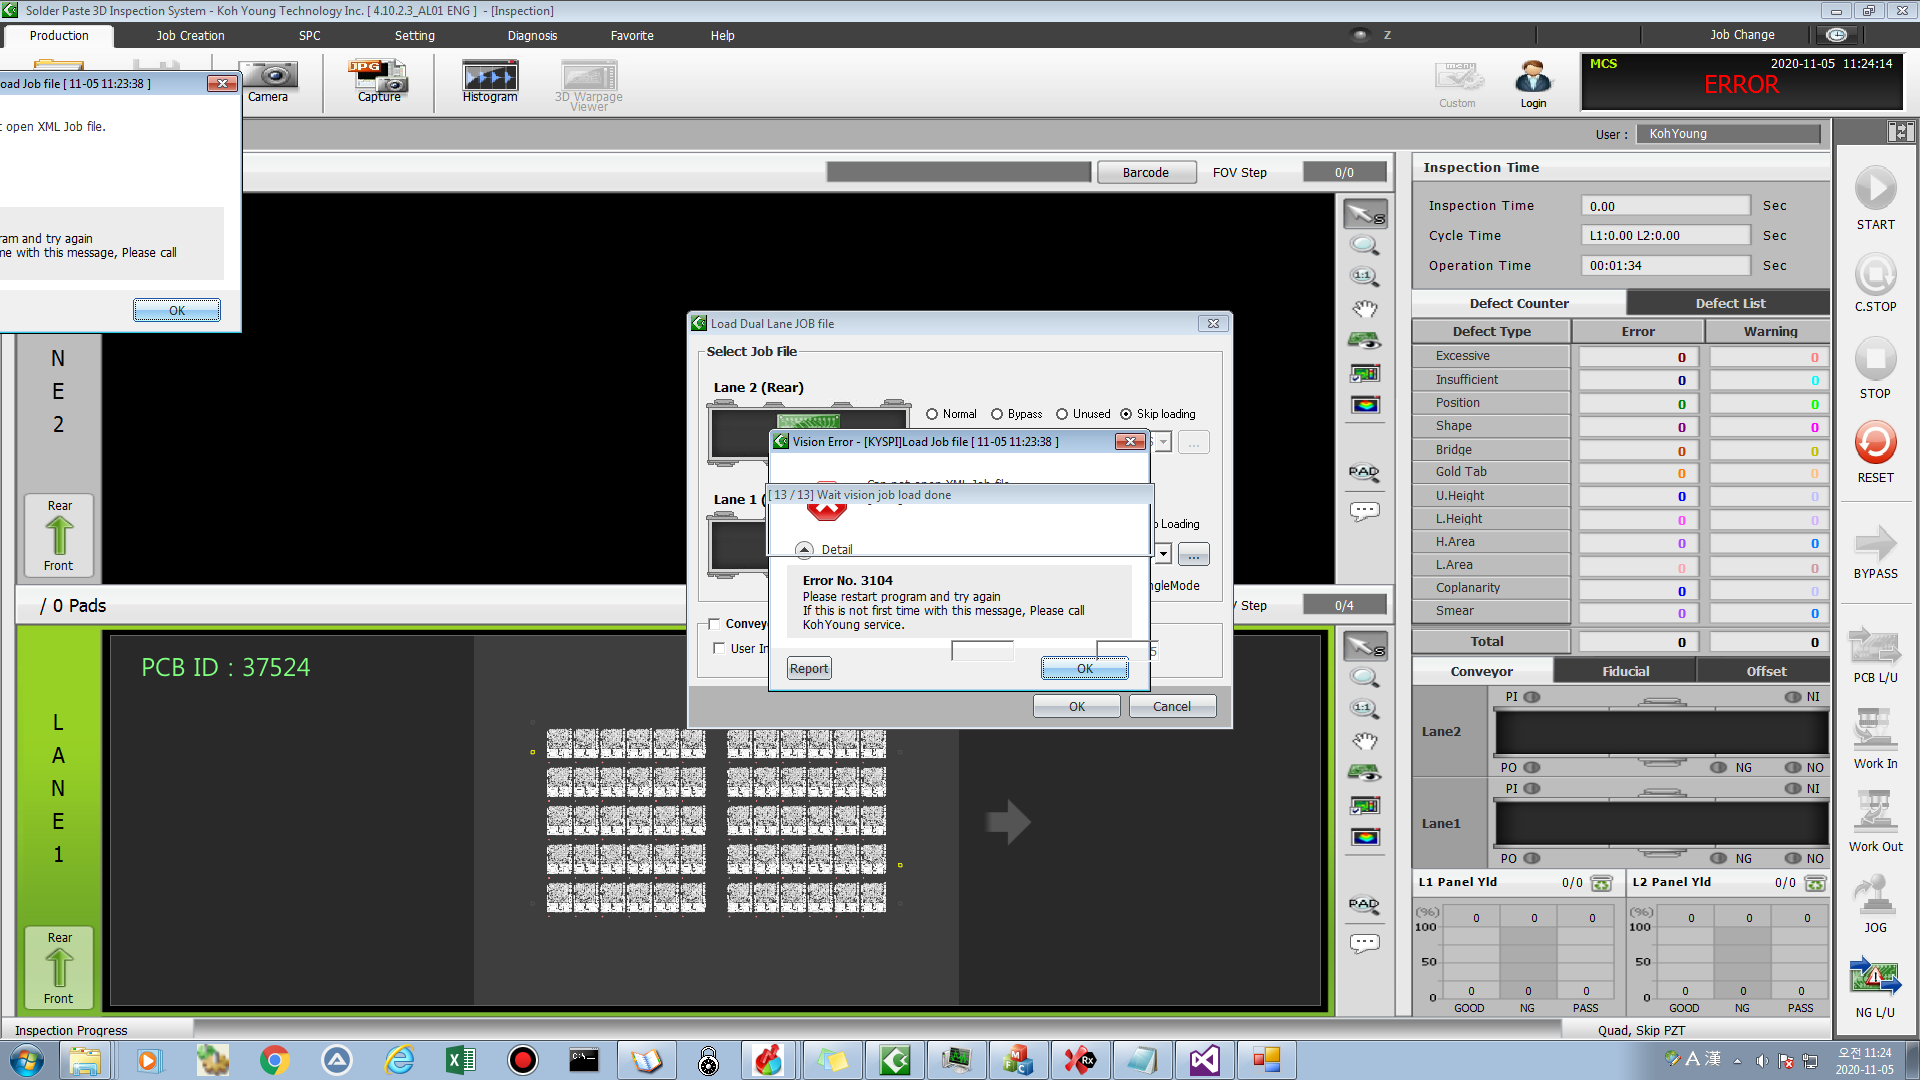 Solder Paste 3D Inspection System - Koh Young Technology Inc. [ 4.10.2.3_AL01 ENG ] - [Inspection]
Production Job Creation SPC Setting Diagnosis Favorite Help Z Job Change
oad Job file [ 11-05 11:23:38 ]
open XML Job file.
ram and try again
me with this message, Please call
OK
Camera
JPG
Capture
Histogram
3D Warpage
Viewer
Custom
Login
MCS 2020-11-05 11:24:14
ERROR
User : KohYoung
Barcode FOV Step 0/0
N
E
2
Rear
Front
/ 0 Pads
Step 0/4
PCB ID : 37524
L
A
N
E
1
Rear
Front
Load Dual Lane JOB file
Select Job File
Lane 2 (Rear)
Normal Bypass Unused Skip loading
...
Lane 1 (
Loading
...
ngleMode
Convey
User In
OK Cancel
Vision Error - [KYSPI]Load Job file [ 11-05 11:23:38 ]
[ 13 / 13] Wait vision job load done
Detail
Error No. 3104
Please restart program and try again
If this is not first time with this message, Please call
KohYoung service.
Report OK
S
1:1
PAD
S
1:1
PAD
Inspection Time
Inspection Time 0.00 Sec
Cycle Time L1:0.00 L2:0.00 Sec
Operation Time 00:01:34 Sec
Defect Counter Defect List
Defect Type Error Warning
Excessive 0 0
Insufficient 0 0
Position 0 0
Shape 0 0
Bridge 0 0
Gold Tab 0 0
U.Height 0 0
L.Height 0 0
H.Area 0 0
L.Area 0 0
Coplanarity 0 0
Smear 0 0
Total 0 0
Conveyor Fiducial Offset
PI NI
Lane2
PO NG NO
PI NI
Lane1
PO NG NO
L1 Panel Yld 0/0 L2 Panel Yld 0/0
(%) 0 0 0 (%) 0 0 0
100 100
50 50
0 0 0 0 0 0 0 0
GOOD NG PASS GOOD NG PASS
START
C.STOP
STOP
RESET
BYPASS
PCB L/U
Work In
Work Out
JOG
NG L/U
Inspection Progress Quad, Skip PZT
A 漢
오전 11:24
2020-11-05